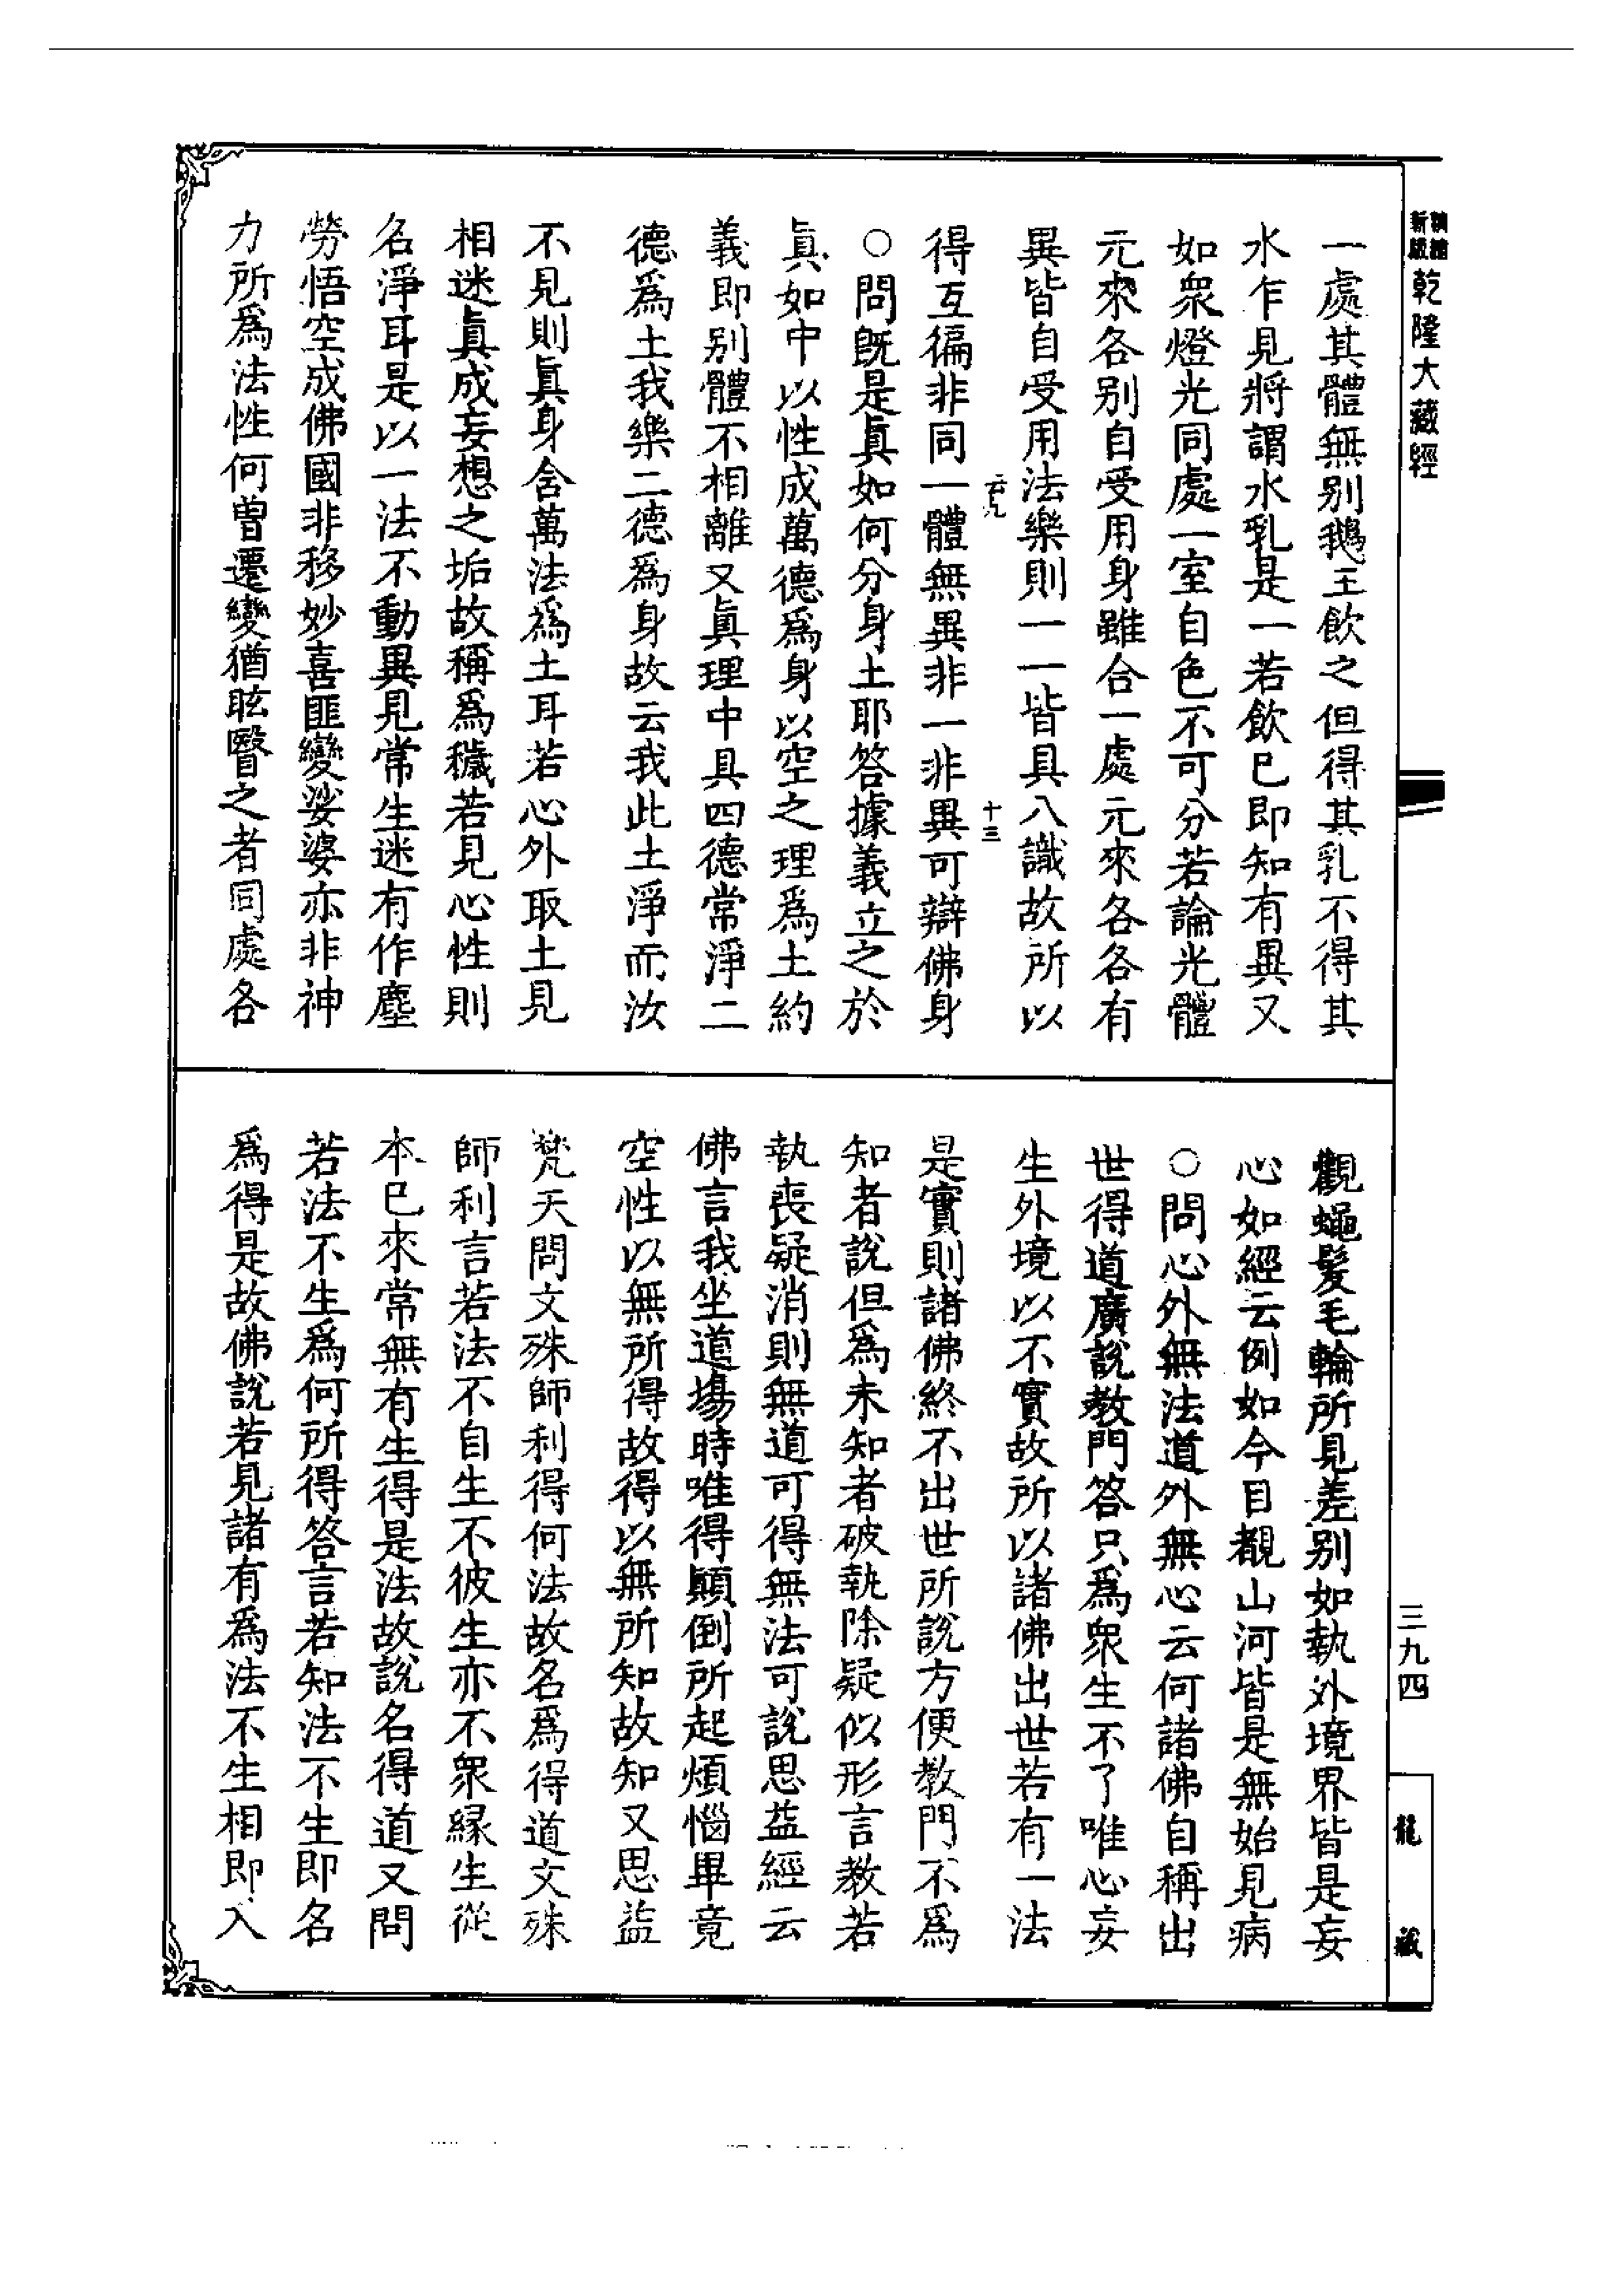 新版
乾隆大藏經
一處其體無别鵝王飲之但得其乳不得其
水乍見將謂水乳是一若飲已即知有異又
如衆燈光同處一室自色不可分若論光體
元來各别自受用身雖合一處元來各各有
異皆自受用法樂則一一皆具八識故所以
云九
十三
得互徧非同一體無異非一非異可辯佛身
○問旣是眞如何分身土耶答據義立之於
眞如中以性成萬德爲身以空之理爲土約
義即别體不相離又眞理中具四德常淨二
德爲土我樂二德爲身故云我此土淨而汝
不見則眞身含萬法爲土耳若心外取土見
相迷眞成妄想之垢故稱爲穢若見心性則
名淨耳是以一法不動異見常生迷有作塵
勞悟空成佛國非移妙喜匪變娑婆亦非神
力所爲法性何曾遷變猶眩瞖之者同處各
觀蠅髮毛輪所見差别如執外境界皆是妄
心如經云例如今目覩山河皆是無始見病
○問心外無法道外無心云何諸佛自稱出
世得道廣說教門答只爲衆生不了唯心妄
生外境以不實故所以諸佛出世若有一法
是實則諸佛終不出世所說方便教門不爲
知者說但爲未知者破執除疑似形言教若
執喪疑消則無道可得無法可說思益經云
佛言我坐道場時唯得顚倒所起煩惱畢竟
空性以無所得故得以無所知故知又思益
梵天問文殊師利得何法故名爲得道文殊
師利言若法不自生不彼生亦不衆緣生從
本已來常無有生得是法故說名得道又問
若法不生爲何所得答言若知法不生即名
爲得是故佛說若見諸有爲法不生相即入
三九四
龍藏